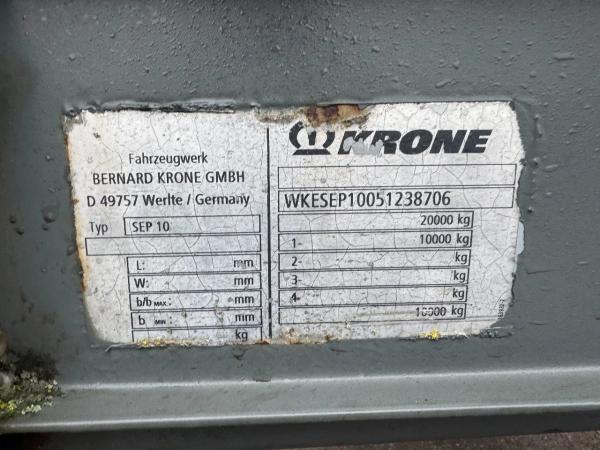 Fahrzeugwerk
BERNARD KRONE GMBH
D 49757 Werlte / Germany
Typ SEP 10
L: mm
W: mm
b/b MAX: mm
b MIN: mm
kg
KRONE
WKESEP10051238706
20000 kg
1- 10000 kg
2- kg
3- kg
4- kg
kg